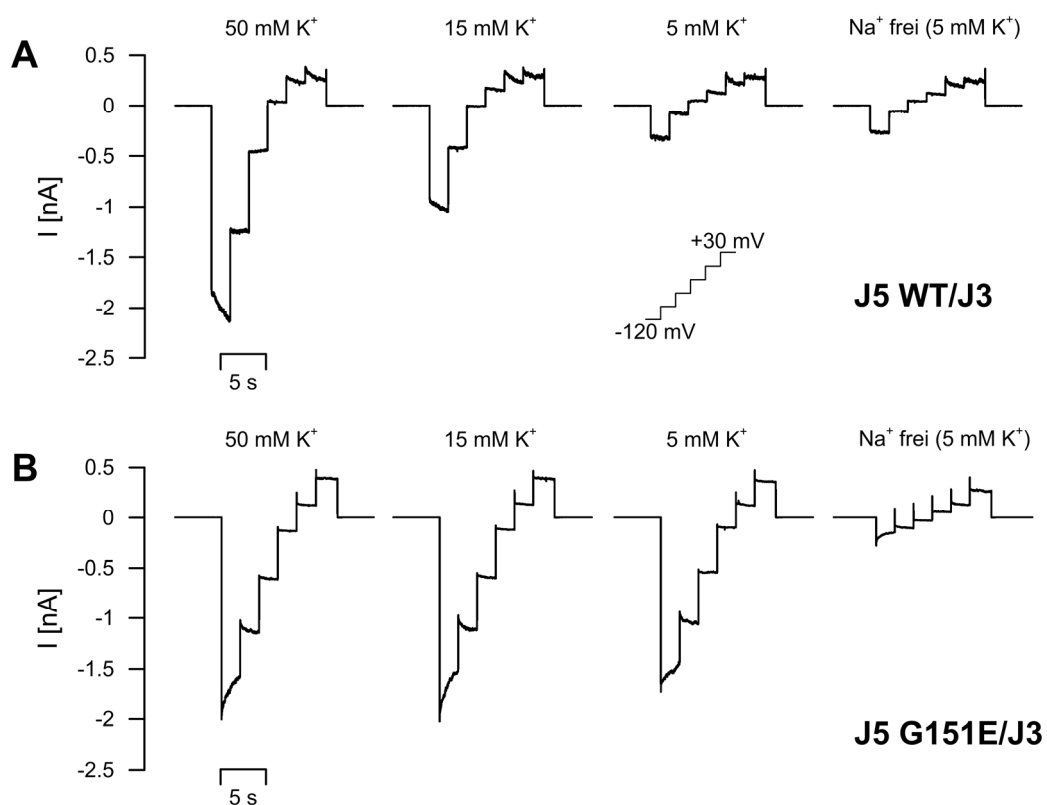 A
50 mM K⁺
15 mM K⁺
5 mM K⁺
Na⁺ frei (5 mM K⁺)
0.5
0
-0.5
-1
-1.5
-2
-2.5
I [nA]
+30 mV
-120 mV
J5 WT/J3
5 s
B
50 mM K⁺
15 mM K⁺
5 mM K⁺
Na⁺ frei (5 mM K⁺)
0.5
0
-0.5
-1
-1.5
-2
-2.5
I [nA]
J5 G151E/J3
5 s